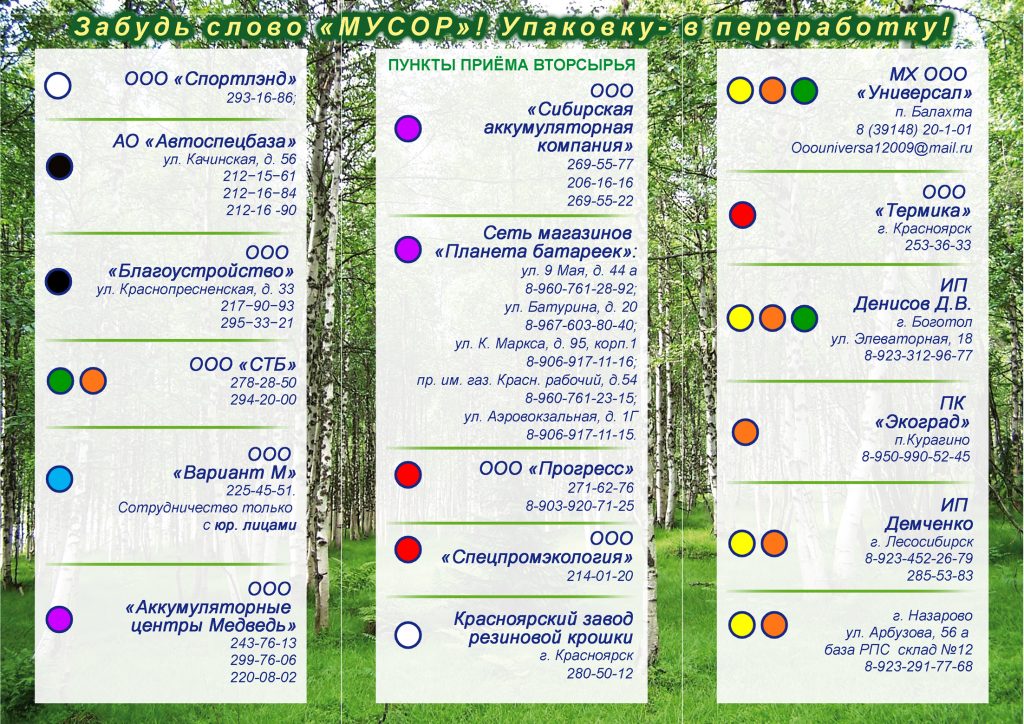 Забудь слово «МУСОР»! Упаковку- в переработку!
ООО «Спортлэнд»
293-16-86;
АО «Автоспецбаза»
ул. Качинская, д. 56
212−15−61
212−16−84
212-16 -90
ООО
«Благоустройство»
ул. Краснопресненская, д. 33
217−90−93
295−33−21
ООО «СТБ»
278-28-50
294-20-00
ООО
«Вариант М»
225-45-51.
Сотрудничество только
с юр. лицами
ООО
«Аккумуляторные
центры Медведь»
243-76-13
299-76-06
220-08-02
ПУНКТЫ ПРИЁМА ВТОРСЫРЬЯ
ООО
«Сибирская
аккумуляторная
компания»
269-55-77
206-16-16
269-55-22
Сеть магазинов
«Планета батареек»:
ул. 9 Мая, д. 44 а
8-960-761-28-92;
ул. Батурина, д. 20
8-967-603-80-40;
ул. К. Маркса, д. 95, корп.1
8-906-917-11-16;
пр. им. газ. Красн. рабочий, д.54
8-960-761-23-15;
ул. Аэровокзальная, д. 1Г
8-906-917-11-15.
ООО «Прогресс»
271-62-76
8-903-920-71-25
ООО
«Спецпромэкология»
214-01-20
Красноярский завод
резиновой крошки
г. Красноярск
280-50-12
МХ ООО
«Универсал»
п. Балахта
8 (39148) 20-1-01
Ooouniversa12009@mail.ru
ООО
«Термика»
г. Красноярск
253-36-33
ИП
Денисов Д.В.
г. Боготол
ул. Элеваторная, 18
8-923-312-96-77
ПК
«Экоград»
п.Курагино
8-950-990-52-45
ИП
Демченко
г. Лесосибирск
8-923-452-26-79
285-53-83
г. Назарово
ул. Арбузова, 56 а
база РПС склад №12
8-923-291-77-68